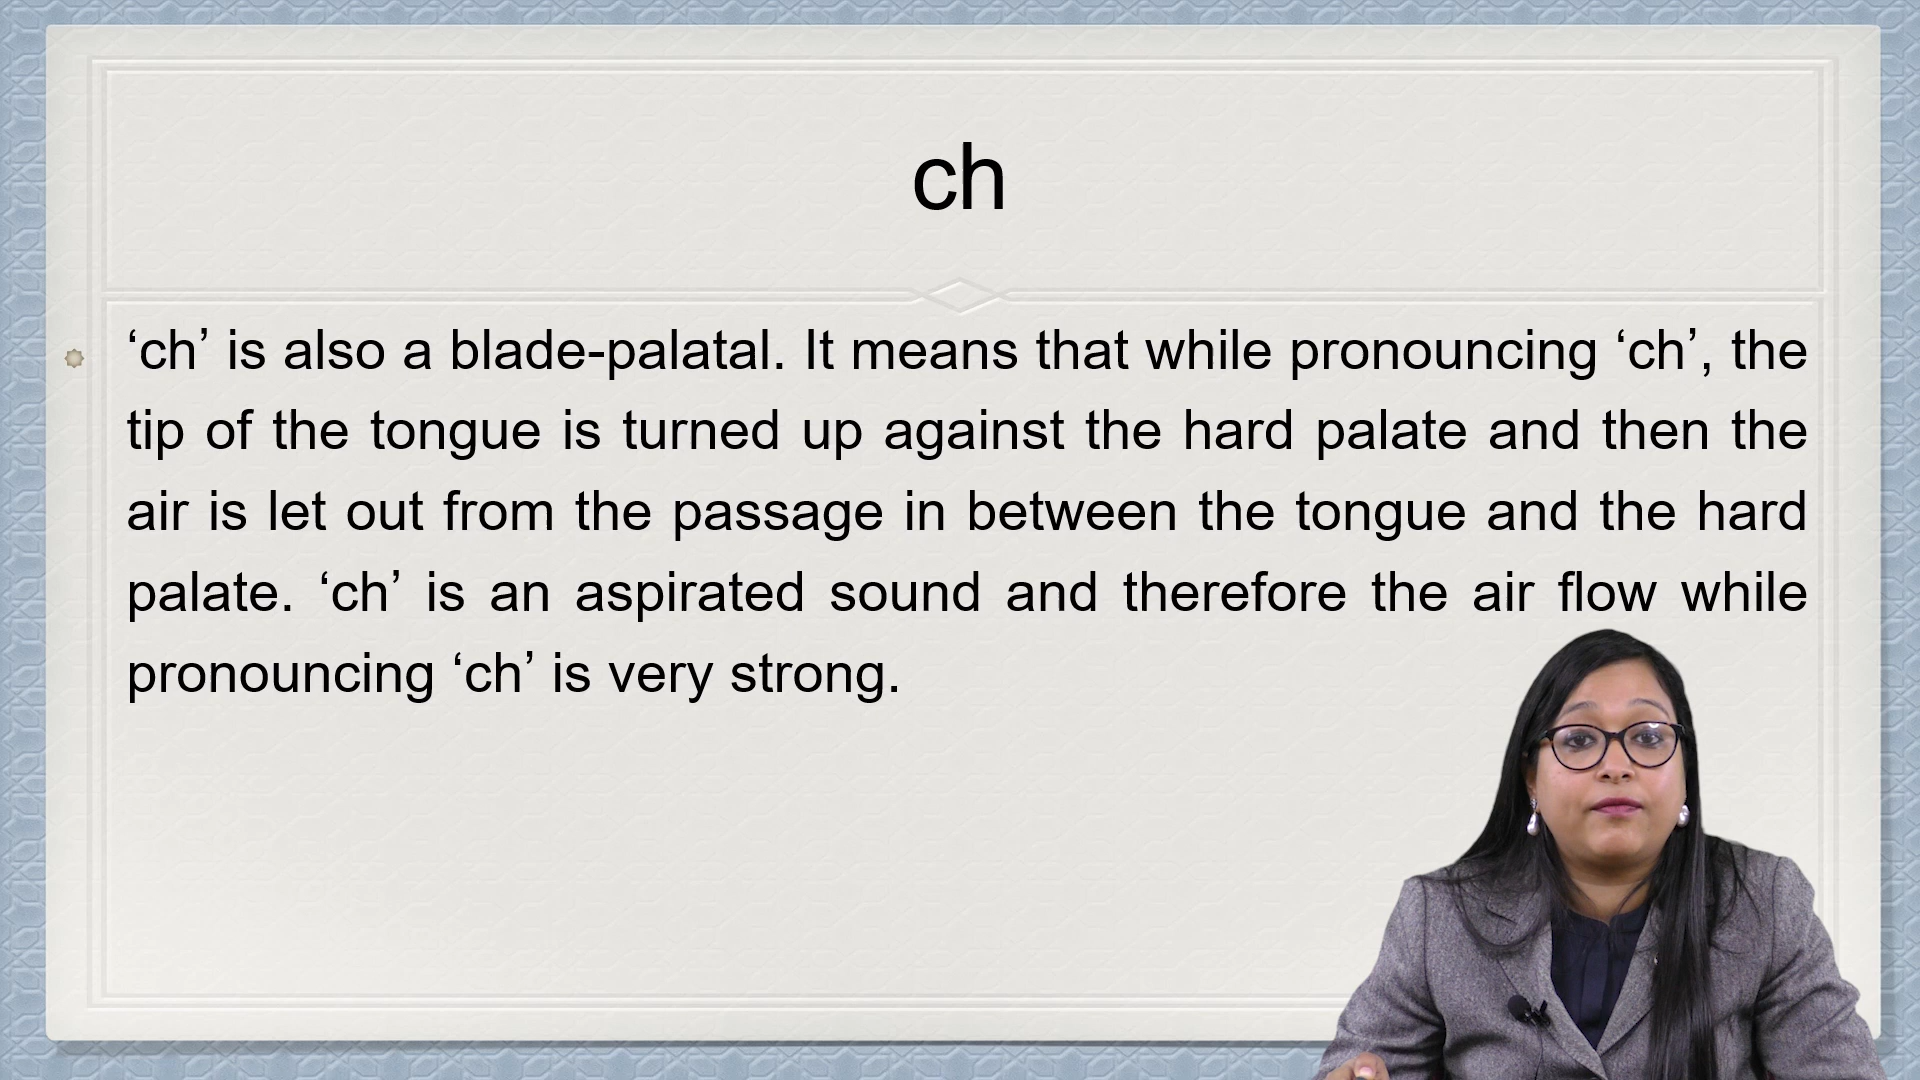 ch
‘ch’ is also a blade-palatal. It means that while pronouncing ‘ch’, the
tip of the tongue is turned up against the hard palate and then the
air is let out from the passage in between the tongue and the hard
palate. ‘ch’ is an aspirated sound and therefore the air flow while
pronouncing ‘ch’ is very strong.